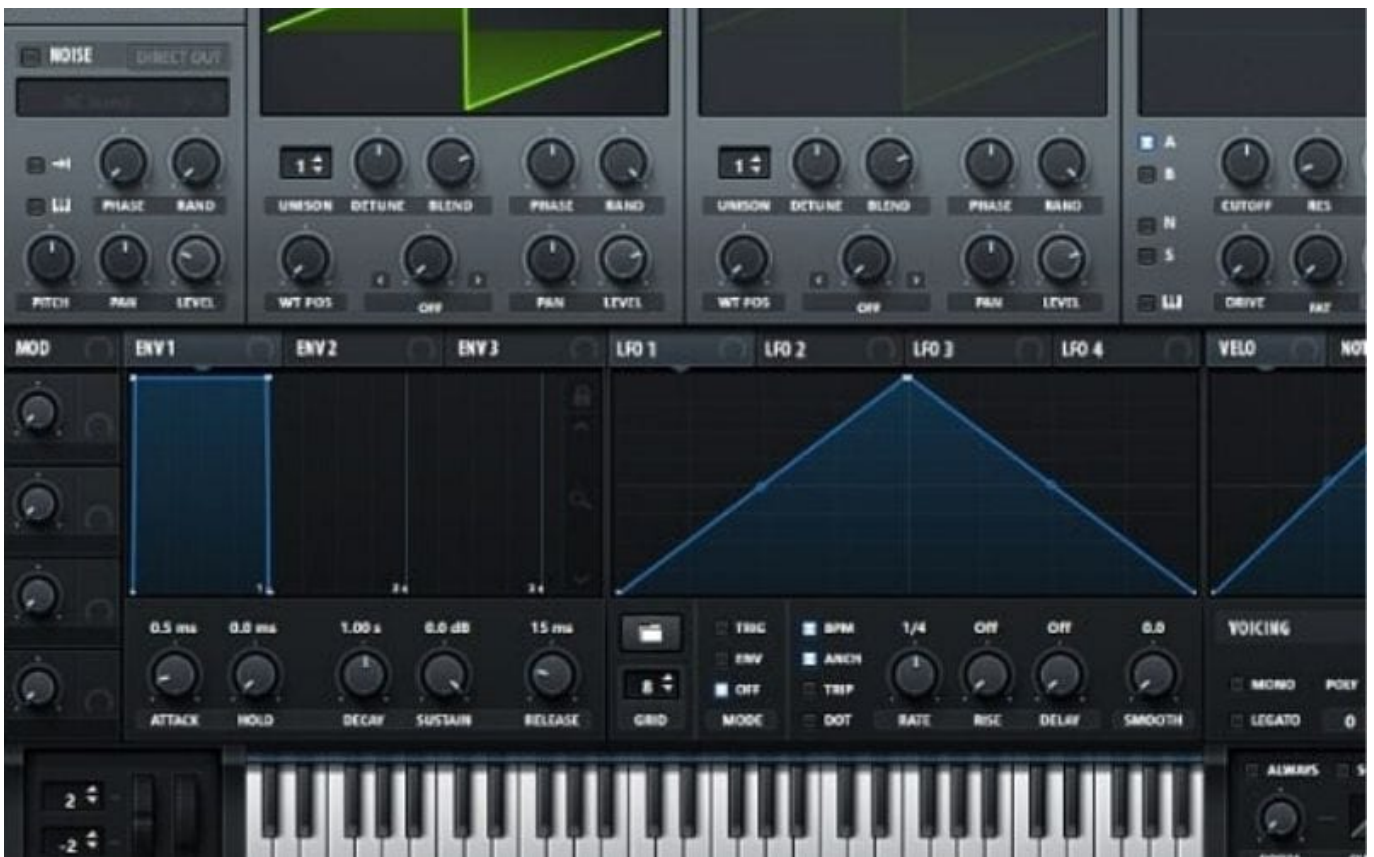 NOISE DIRECT OUT
1 1 A
B
UNISON DETUNE BLEND PHASE RAND UNISON DETUNE BLEND PHASE RAND
PHASE RAND CUTOFF RES
N
S
PITCH PAN LEVEL WT POS OFF PAN LEVEL WT POS OFF PAN LEVEL DRIVE FAT
MOD ENV 1 ENV 2 ENV 3 LFO 1 LFO 2 LFO 3 LFO 4 VELO NOT
1 2 s 3 s
0.5 ms 0.0 ms 1.00 s 0.0 dB 15 ms TRIG BPM 1/4 Off Off 0.0 VOICING
ENV ANCH
8 OFF TRIP MONO POLY
ATTACK HOLD DECAY SUSTAIN RELEASE GRID MODE DOT RATE RISE DELAY SMOOTH LEGATO 0
2 ALWAYS S
-2